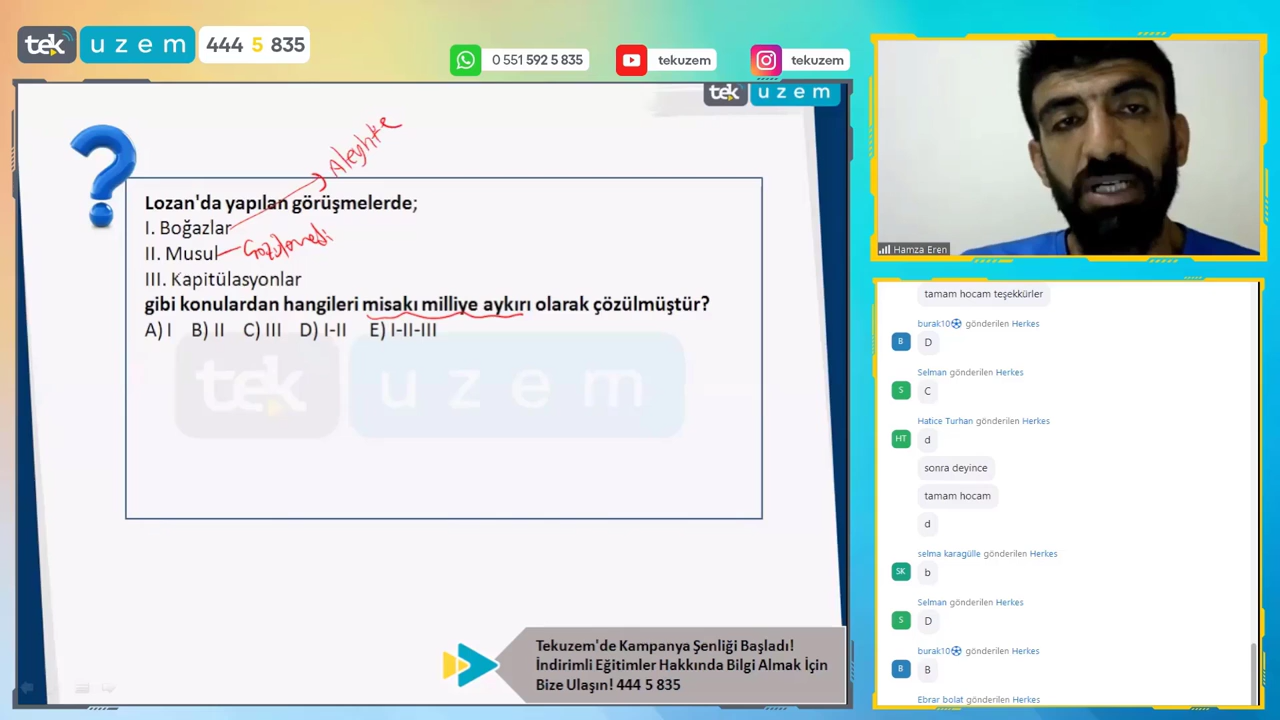 tek uzem 444 5 835
0 551 592 5 835
tekuzem
tekuzem
tek uzem
Aleyhte
Lozan'da yapılan görüşmelerde;
I. Boğazlar
II. Musul
Çözülemedi
III. Kapitülasyonlar
gibi konulardan hangileri misakı milliye aykırı olarak çözülmüştür?
A) I B) II C) III D) I-II E) I-II-III
tek uzem
Tekuzem'de Kampanya Şenliği Başladı!
İndirimli Eğitimler Hakkında Bilgi Almak İçin
Bize Ulaşın! 444 5 835
Hamza Eren
tamam hocam teşekkürler
burak10⚽ gönderilen Herkes
B
D
Selman gönderilen Herkes
S
C
Hatice Turhan gönderilen Herkes
HT
d
sonra deyince
tamam hocam
d
selma karagülle gönderilen Herkes
SK
b
Selman gönderilen Herkes
S
D
burak10⚽ gönderilen Herkes
B
B
Ebrar bolat gönderilen Herkes